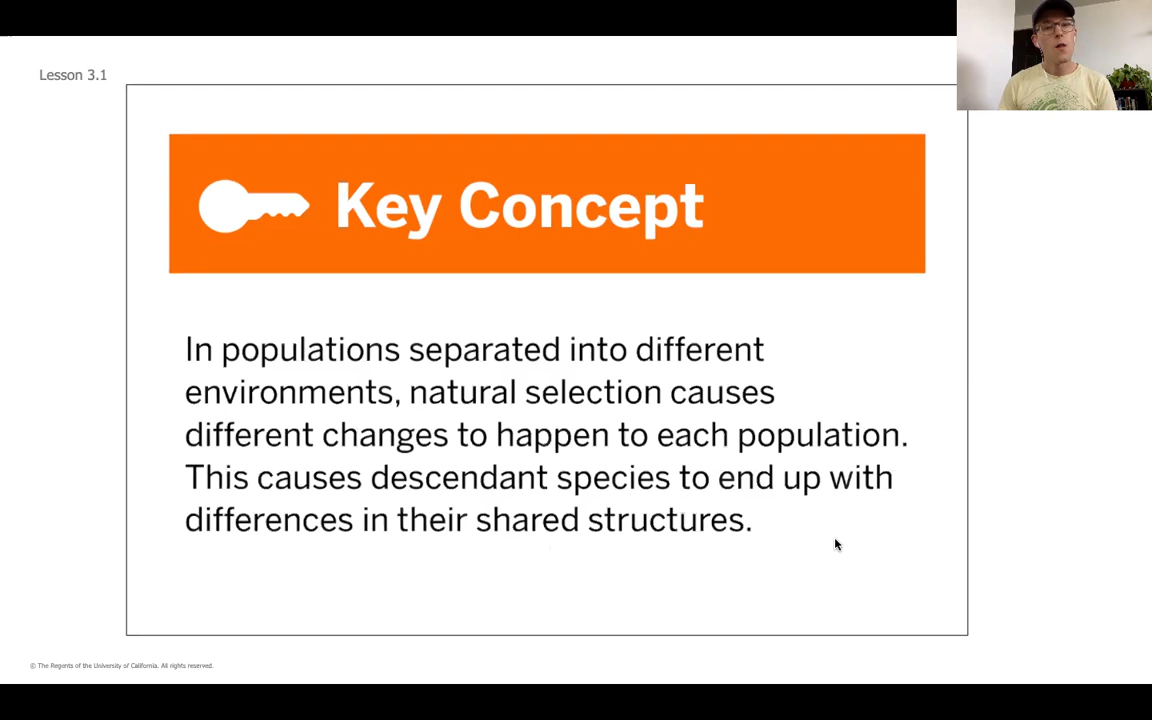 Lesson 3.1
Key Concept
In populations separated into different
environments, natural selection causes
different changes to happen to each population.
This causes descendant species to end up with
differences in their shared structures.
© The Regents of the University of California. All rights reserved.